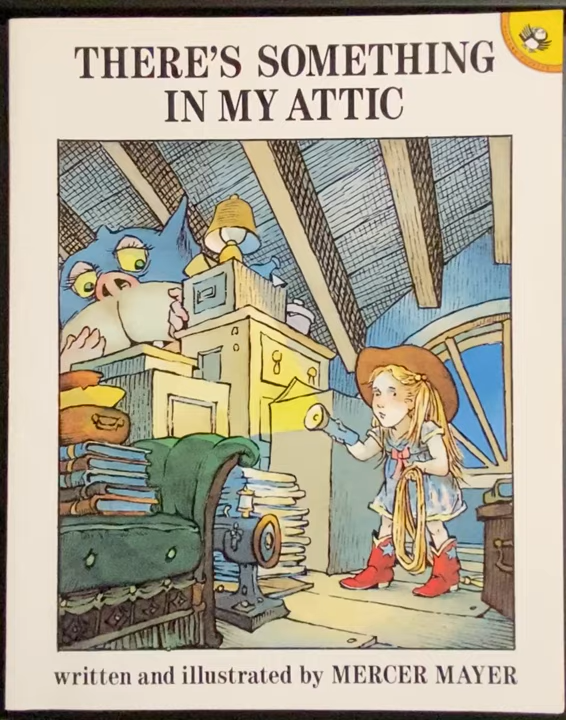 THERE'S SOMETHING
IN MY ATTIC
written and illustrated by MERCER MAYER